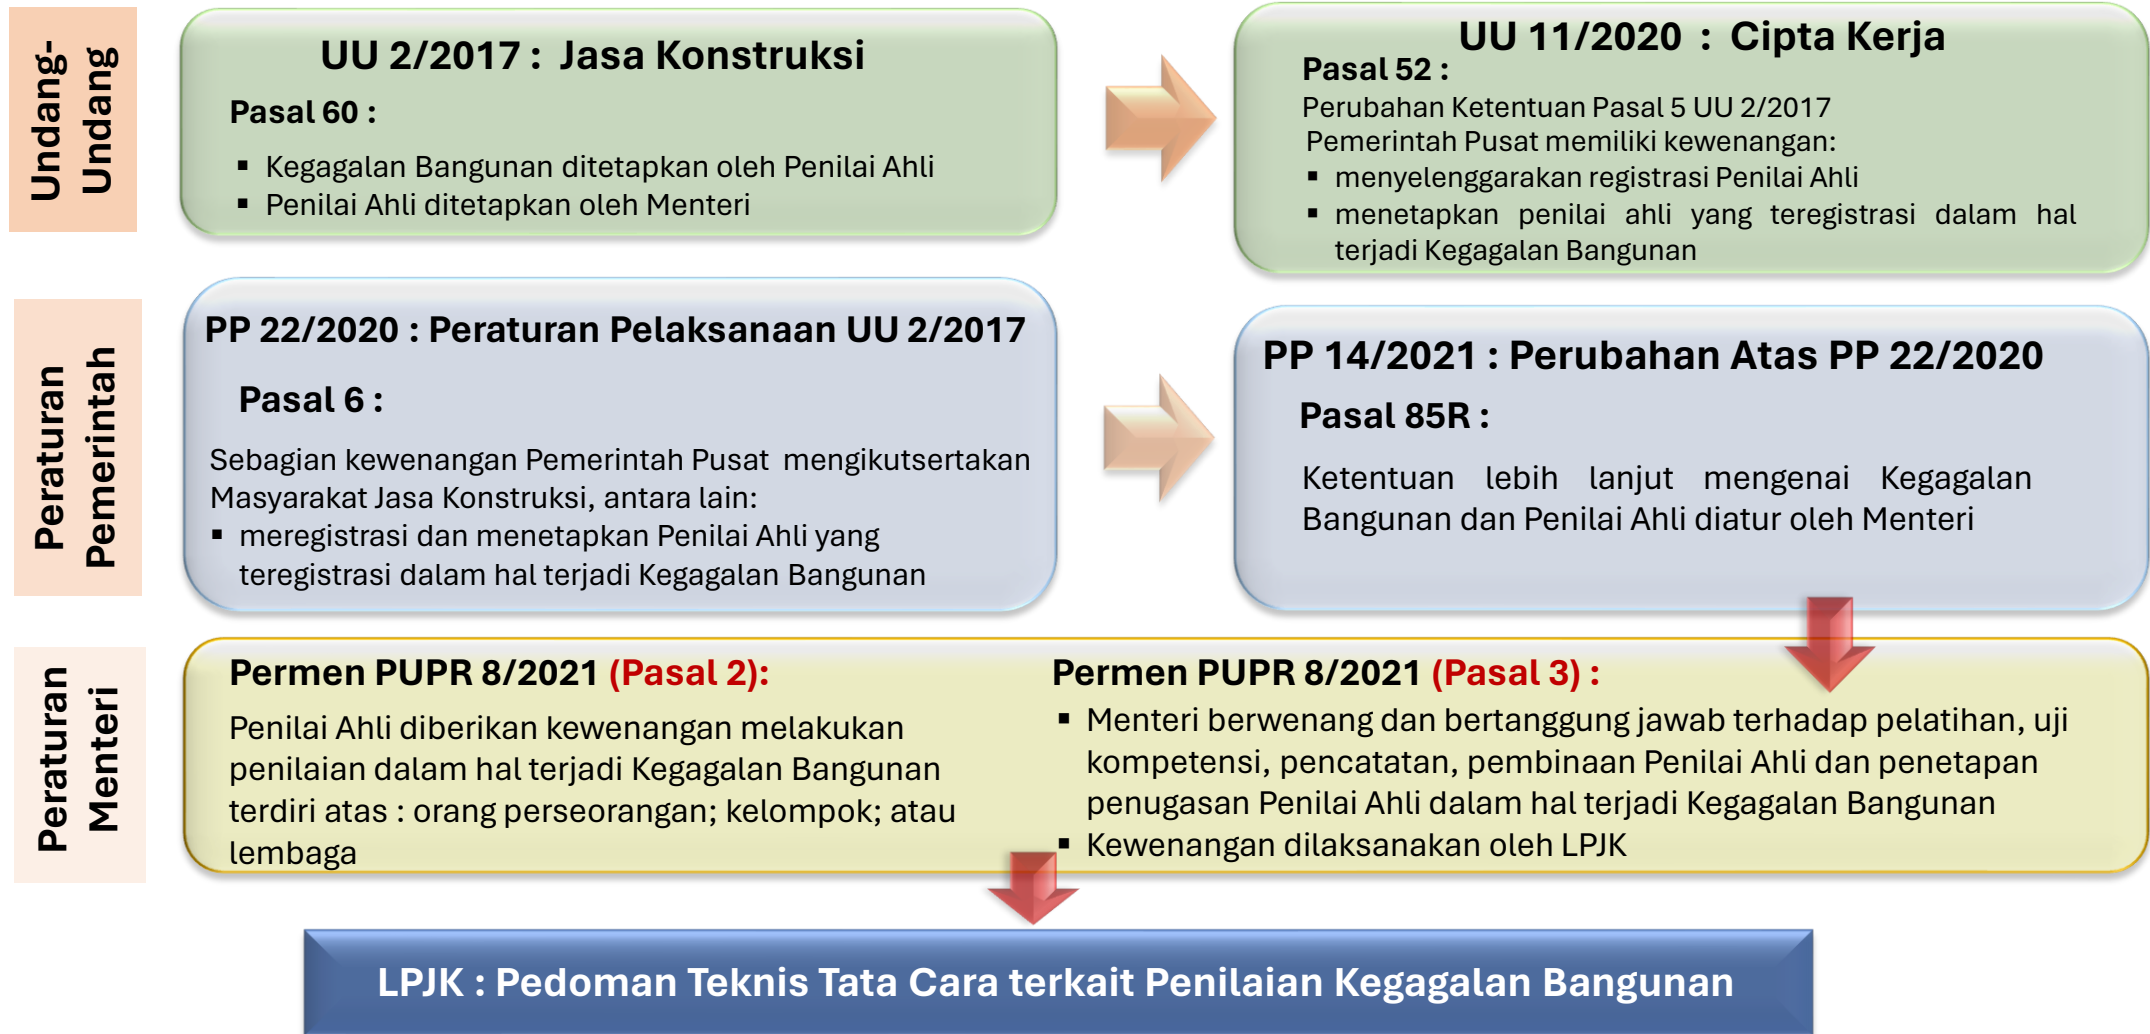 Undang-
Undang
UU 2/2017 : Jasa Konstruksi
Pasal 60 :
▪ Kegagalan Bangunan ditetapkan oleh Penilai Ahli
▪ Penilai Ahli ditetapkan oleh Menteri
UU 11/2020 : Cipta Kerja
Pasal 52 :
Perubahan Ketentuan Pasal 5 UU 2/2017
Pemerintah Pusat memiliki kewenangan:
▪ menyelenggarakan registrasi Penilai Ahli
▪ menetapkan penilai ahli yang teregistrasi dalam hal
terjadi Kegagalan Bangunan
Peraturan
Pemerintah
PP 22/2020 : Peraturan Pelaksanaan UU 2/2017
Pasal 6 :
Sebagian kewenangan Pemerintah Pusat mengikutsertakan
Masyarakat Jasa Konstruksi, antara lain:
▪ meregistrasi dan menetapkan Penilai Ahli yang
teregistrasi dalam hal terjadi Kegagalan Bangunan
PP 14/2021 : Perubahan Atas PP 22/2020
Pasal 85R :
Ketentuan lebih lanjut mengenai Kegagalan
Bangunan dan Penilai Ahli diatur oleh Menteri
Peraturan
Menteri
Permen PUPR 8/2021 (Pasal 2):
Penilai Ahli diberikan kewenangan melakukan
penilaian dalam hal terjadi Kegagalan Bangunan
terdiri atas : orang perseorangan; kelompok; atau
lembaga
Permen PUPR 8/2021 (Pasal 3) :
▪ Menteri berwenang dan bertanggung jawab terhadap pelatihan, uji
kompetensi, pencatatan, pembinaan Penilai Ahli dan penetapan
penugasan Penilai Ahli dalam hal terjadi Kegagalan Bangunan
▪ Kewenangan dilaksanakan oleh LPJK
LPJK : Pedoman Teknis Tata Cara terkait Penilaian Kegagalan Bangunan